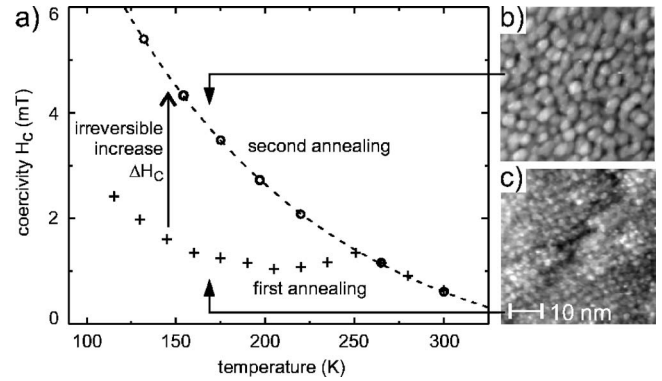 a)
coercivity H_C (mT)
6
4
2
0
100
150
200
250
300
temperature (K)
irreversible
increase
ΔH_C
second annealing
first annealing
b)
c)
10 nm